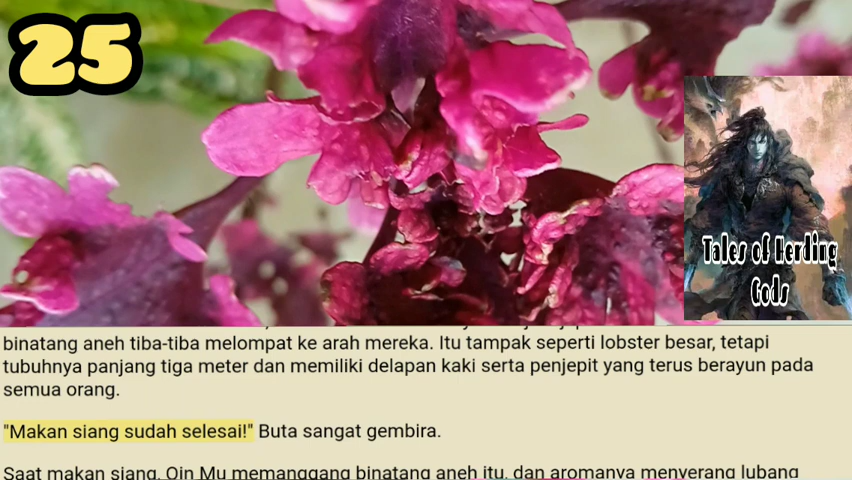 25
Tales of Herding
Gods
binatang aneh tiba-tiba melompat ke arah mereka. Itu tampak seperti lobster besar, tetapi
tubuhnya panjang tiga meter dan memiliki delapan kaki serta penjepit yang terus berayun pada
semua orang.
"Makan siang sudah selesai!" Buta sangat gembira.
Saat makan siang, Qin Mu memanggang binatang aneh itu, dan aromanya menyerang lubang